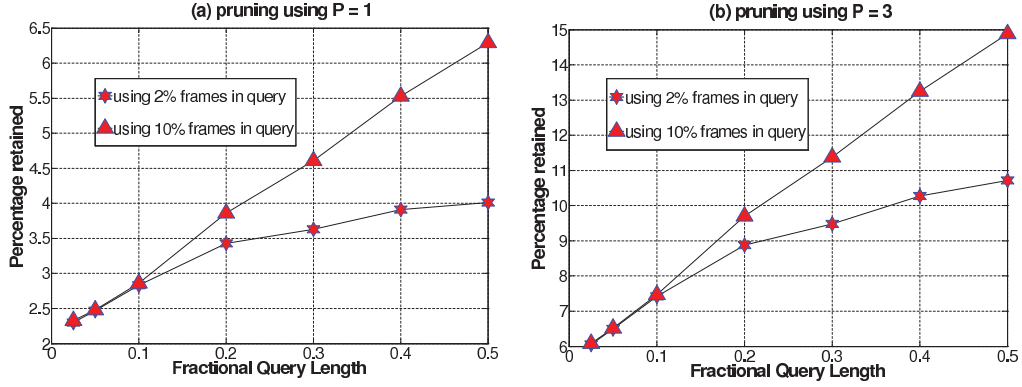 (a) pruning using P = 1
6.5
6
5.5
5
4.5
4
3.5
3
2.5
2
Percentage retained
using 2% frames in query
using 10% frames in query
0 0.1 0.2 0.3 0.4 0.5
Fractional Query Length
(b) pruning using P = 3
15
14
13
12
11
10
9
8
7
6
Percentage retained
using 2% frames in query
using 10% frames in query
0 0.1 0.2 0.3 0.4 0.5
Fractional Query Length